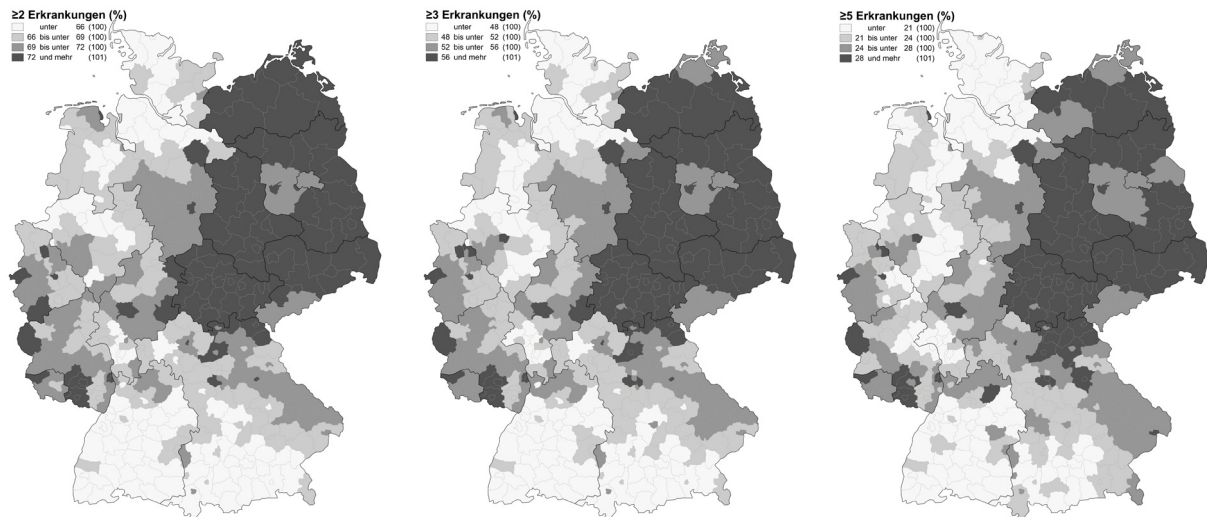 ≥2 Erkrankungen (%)
unter 66 (100)
66 bis unter 69 (100)
69 bis unter 72 (100)
72 und mehr (101)
≥3 Erkrankungen (%)
unter 48 (100)
48 bis unter 52 (100)
52 bis unter 56 (100)
56 und mehr (101)
≥5 Erkrankungen (%)
unter 21 (100)
21 bis unter 24 (100)
24 bis unter 28 (100)
28 und mehr (101)